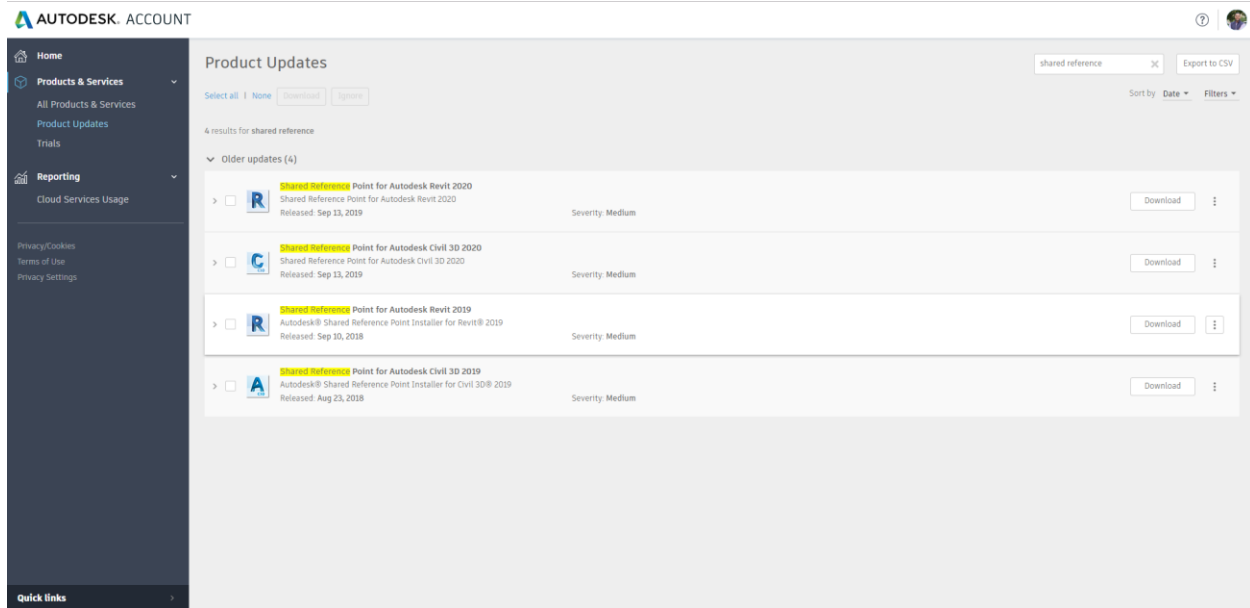 AUTODESK. ACCOUNT
Home
Products & Services
All Products & Services
Product Updates
Trials
Reporting
Cloud Services Usage
Privacy/Cookies
Terms of Use
Privacy Settings
Quick links
Product Updates
shared reference
Export to CSV
Select all | None Download Ignore
Sort by Date Filters
4 results for shared reference
Older updates (4)
Shared Reference Point for Autodesk Revit 2020
Shared Reference Point for Autodesk Revit 2020
Released: Sep 13, 2019 Severity: Medium
Download
Shared Reference Point for Autodesk Civil 3D 2020
Shared Reference Point for Autodesk Civil 3D 2020
Released: Sep 13, 2019 Severity: Medium
Download
Shared Reference Point for Autodesk Revit 2019
Autodesk® Shared Reference Point Installer for Revit® 2019
Released: Sep 10, 2018 Severity: Medium
Download
Shared Reference Point for Autodesk Civil 3D 2019
Autodesk® Shared Reference Point Installer for Civil 3D® 2019
Released: Aug 23, 2018 Severity: Medium
Download